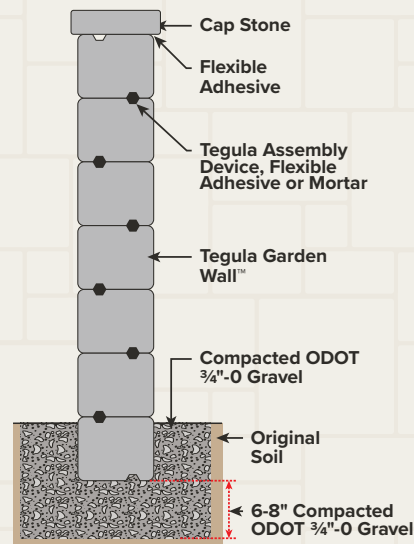 Cap Stone
Flexible
Adhesive
Tegula Assembly
Device, Flexible
Adhesive or Mortar
Tegula Garden
Wall™
Compacted ODOT
¾"-0 Gravel
Original
Soil
6-8" Compacted
ODOT ¾"-0 Gravel